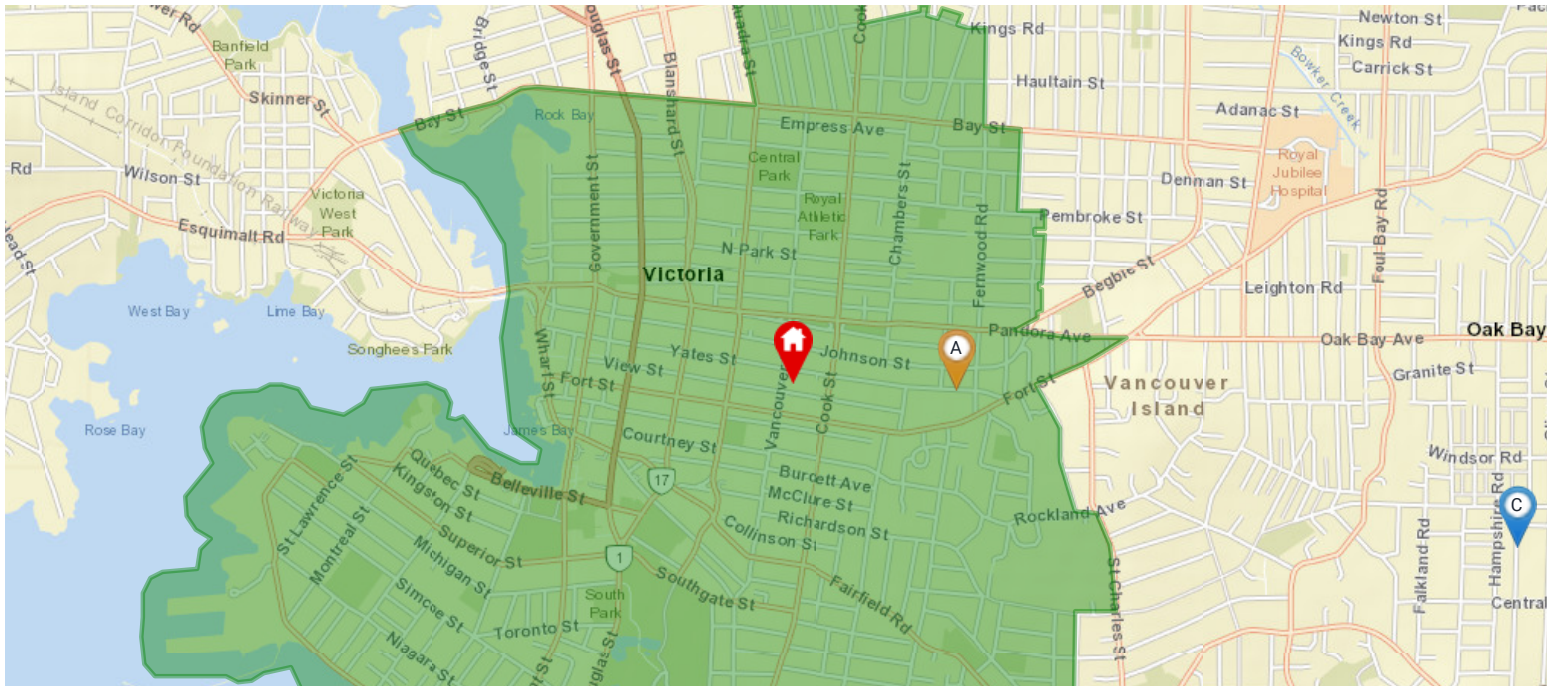 Banfield
Park
Skinner St
Island Corridor Foundation Railway
Bay St
Rd
Wilson St
Victoria
West
Park
Esquimalt Rd
West Bay
Lime Bay
Songhees Park
Rose Bay
James Bay
Bridge St
Rock Bay
Blanshard St
Government St
Empress Ave
Bay St
Central
Park
Royal
Athletic
Park
Chambers St
Fernwood Rd
N Park St
Victoria
Kings Rd
Haultain St
Newton St
Kings Rd
Carrick St
Adanac St
Bowker Creek
Royal
Jubilee
Hospital
Denman St
Pembroke St
Foul Bay Rd
Begbie St
Leighton Rd
Pandora Ave
Oak Bay Ave
Oak Bay
Granite St
A
Johnson St
Yates St
View St
Fort St
Wharf St
Vancouver
Cook St
Fort St
Vancouver
Island
Courtney St
Burdett Ave
McClure St
Richardson St
Collinson St
Rockland Ave
Windsor Rd
Hampshire Rd
Falkland Rd
C
Central
17
1
Quebec St
Kingston St
Belleville St
St Lawrence St
Montreal St
Superior St
Michigan St
Simcoe St
Toronto St
Niagara St
South
Park
Southgate St
Fairfield Rd
St Charles St